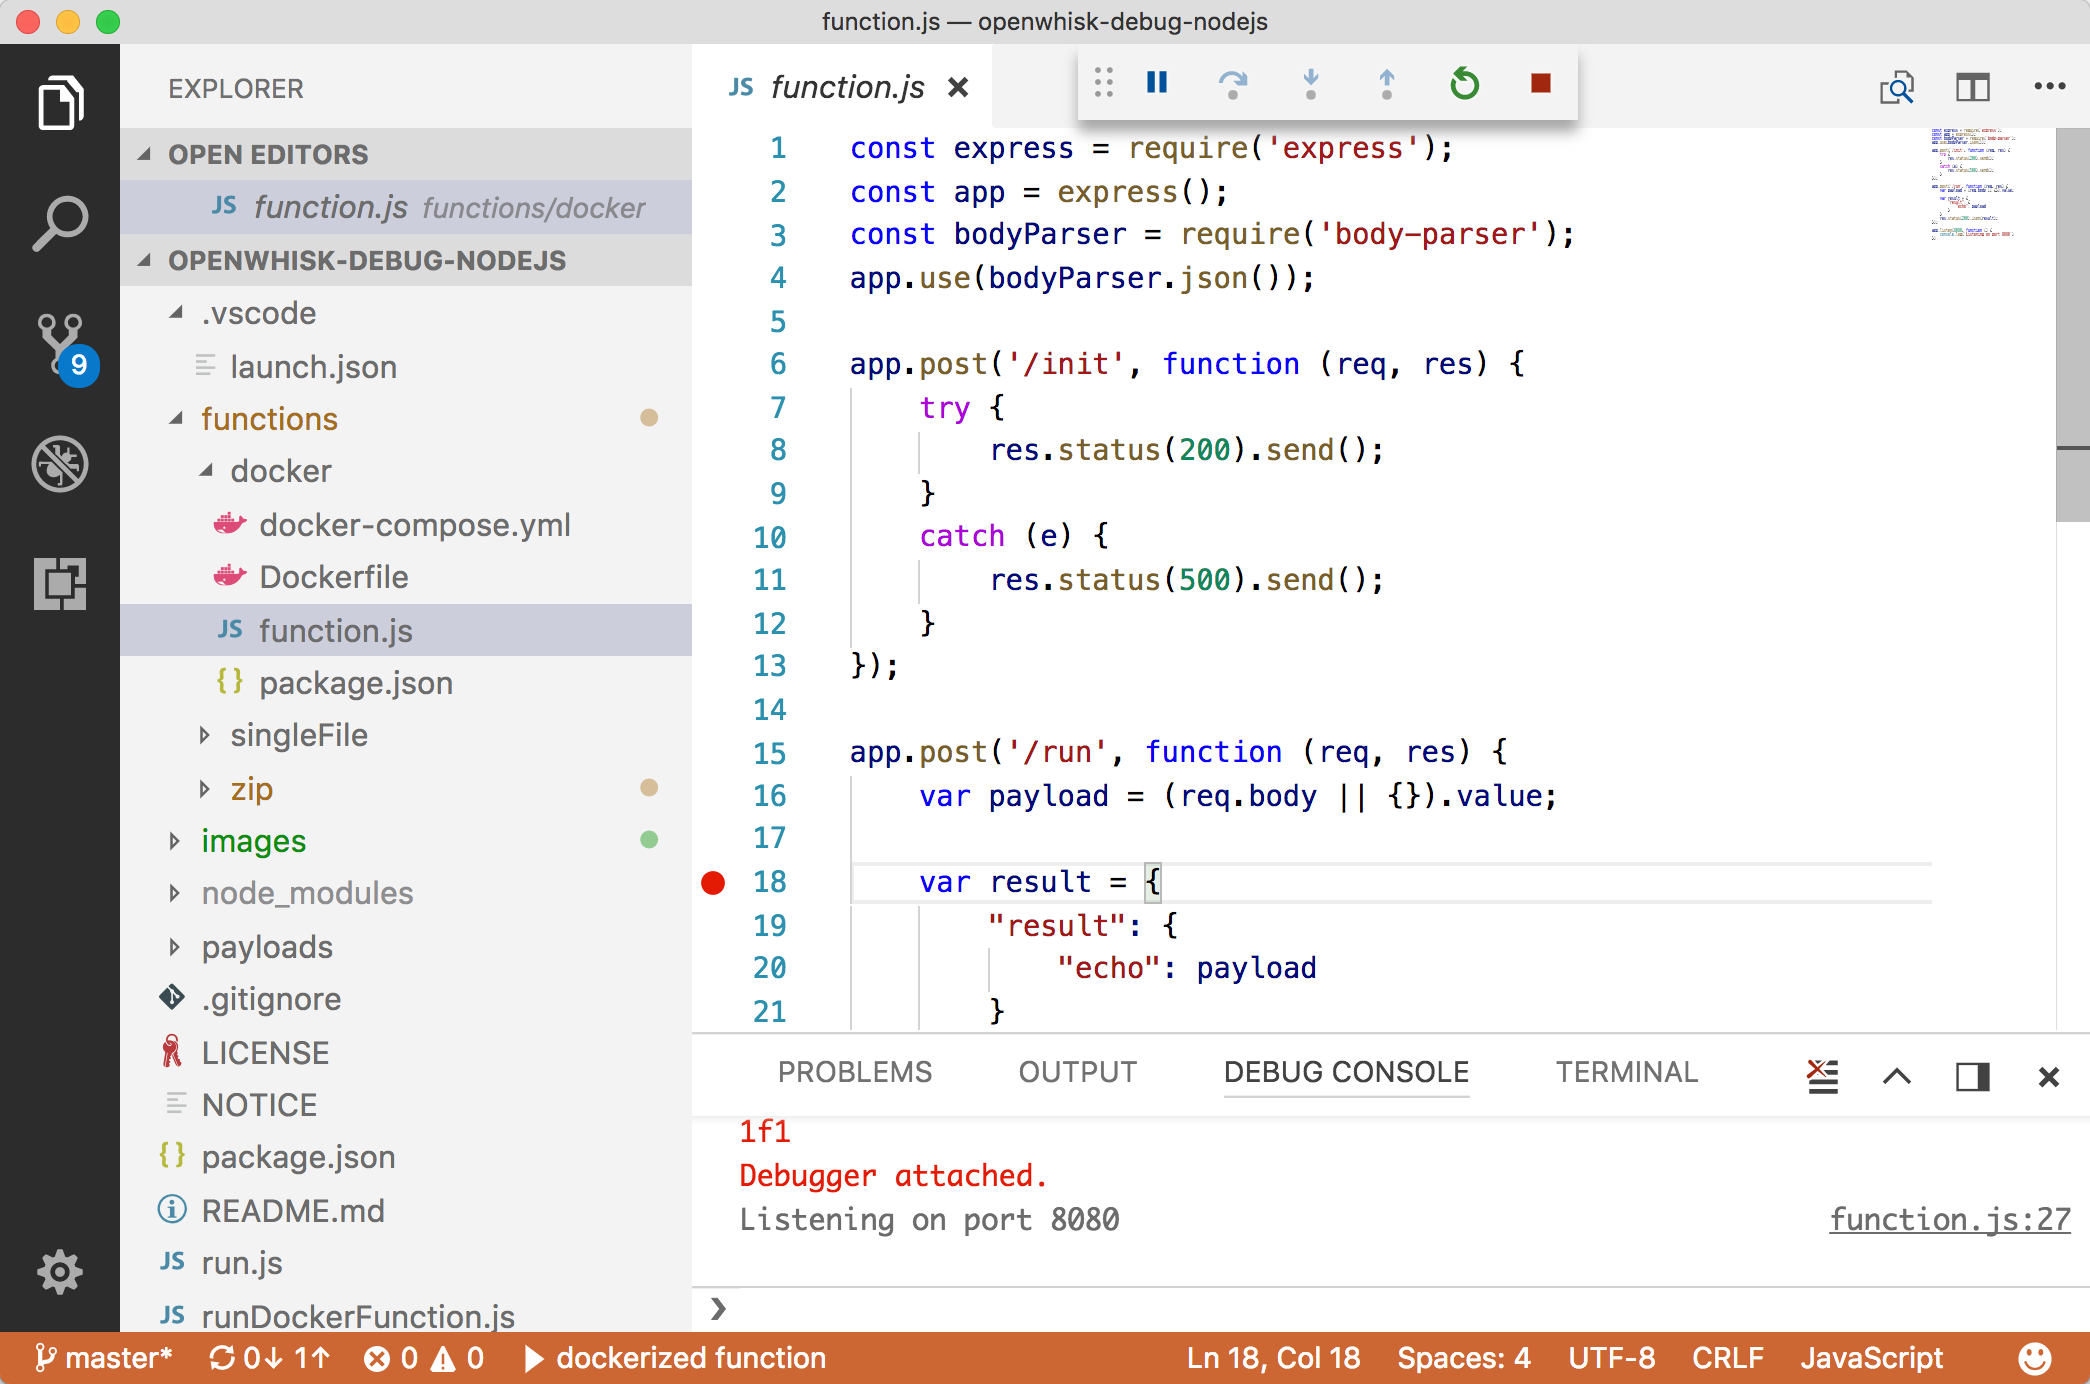 function.js — openwhisk-debug-nodejs
EXPLORER
OPEN EDITORS
JS function.js functions/docker
OPENWHISK-DEBUG-NODEJS
.vscode
launch.json
functions
docker
docker-compose.yml
Dockerfile
JS function.js
{} package.json
singleFile
zip
images
node_modules
payloads
.gitignore
LICENSE
NOTICE
{} package.json
README.md
JS run.js
JS runDockerFunction.js
9
JS function.js
1 const express = require('express');
2 const app = express();
3 const bodyParser = require('body-parser');
4 app.use(bodyParser.json());
5
6 app.post('/init', function (req, res) {
7 try {
8 res.status(200).send();
9 }
10 catch (e) {
11 res.status(500).send();
12 }
13 });
14
15 app.post('/run', function (req, res) {
16 var payload = (req.body || {}).value;
17
18 var result = {
19 "result": {
20 "echo": payload
21 }
PROBLEMS OUTPUT DEBUG CONSOLE TERMINAL
1f1
Debugger attached.
Listening on port 8080 function.js:27
master* 0↓ 1↑ 0 0 dockerized function Ln 18, Col 18 Spaces: 4 UTF-8 CRLF JavaScript